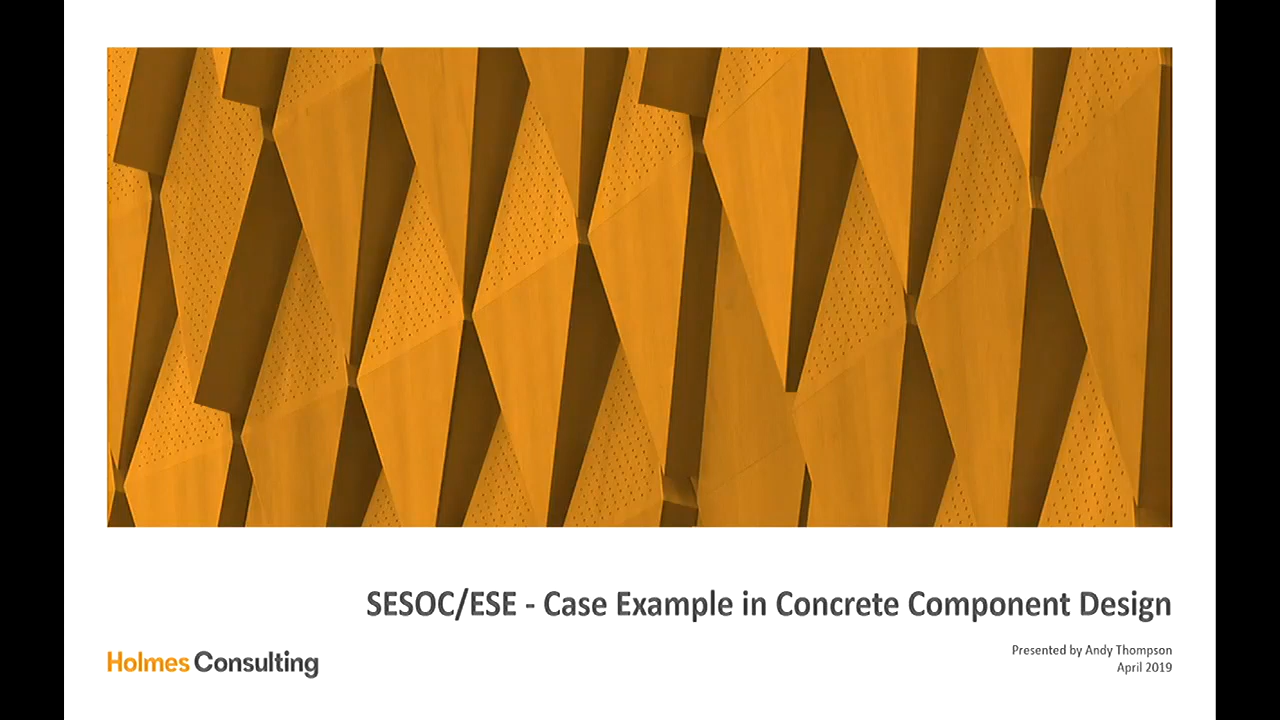 SESOC/ESE - Case Example in Concrete Component Design
Holmes Consulting
Presented by Andy Thompson
April 2019